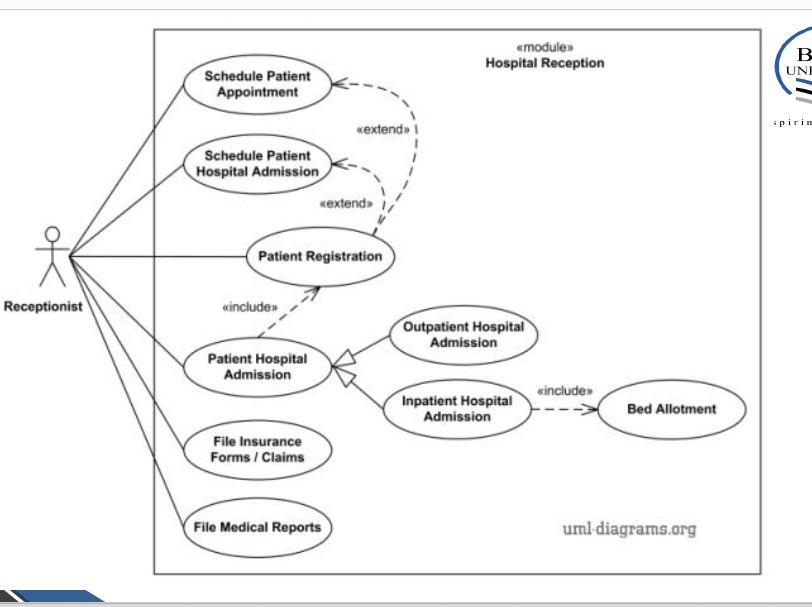 «module»
Hospital Reception
Schedule Patient
Appointment
«extend»
Schedule Patient
Hospital Admission
«extend»
Patient Registration
Receptionist
«include»
Outpatient Hospital
Admission
Patient Hospital
Admission
Inpatient Hospital
Admission
«include»
Bed Allotment
File Insurance
Forms / Claims
File Medical Reports
uml-diagrams.org